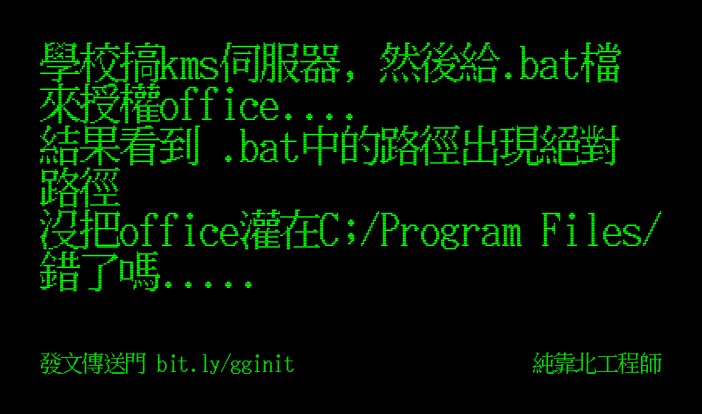 學校搞kms伺服器, 然後給.bat檔
來授權office....
結果看到 .bat中的路徑出現絕對
路徑
沒把office灌在C;/Program Files/
錯了嗎.....
發文傳送門 bit.ly/gginit
純靠北工程師